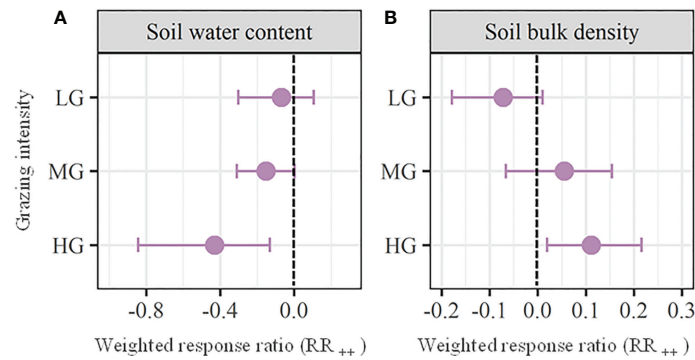 A
B
Soil water content
Soil bulk density
Grazing intensity
LG
MG
HG
LG
MG
HG
-0.8 -0.4 0.0
-0.2 -0.1 0.0 0.1 0.2 0.3
Weighted response ratio (RR ++)
Weighted response ratio (RR ++)